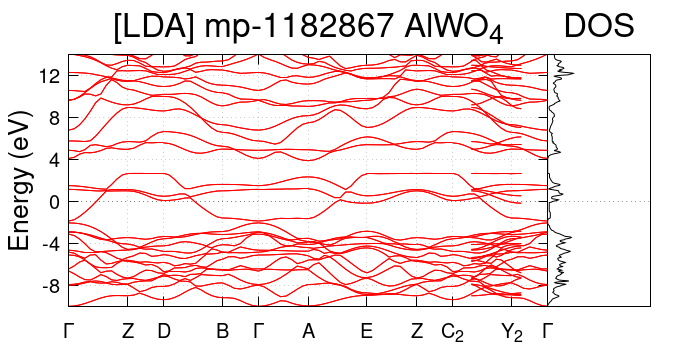 [LDA] mp-1182867 AlWO4 DOS
Energy (eV)
12
8
4
0
-4
-8
Γ Z D B Γ A E Z C2 Y2 Γ